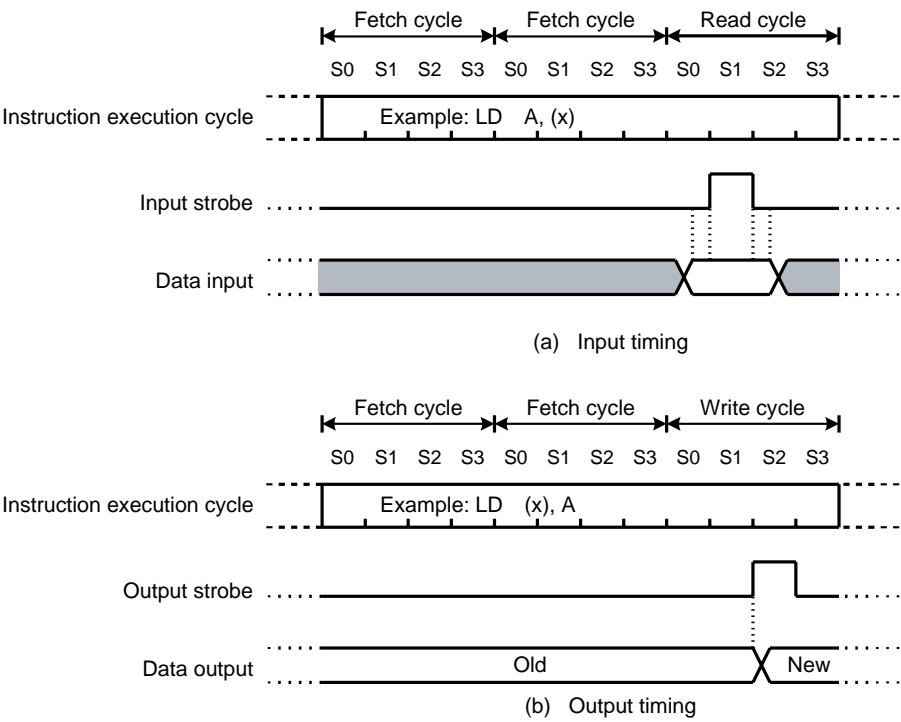 Fetch cycle Fetch cycle Read cycle
S0 S1 S2 S3 S0 S1 S2 S3 S0 S1 S2 S3
Instruction execution cycle Example: LD A, (x)
Input strobe
Data input
(a) Input timing
Fetch cycle Fetch cycle Write cycle
S0 S1 S2 S3 S0 S1 S2 S3 S0 S1 S2 S3
Instruction execution cycle Example: LD (x), A
Output strobe
Data output Old New
(b) Output timing